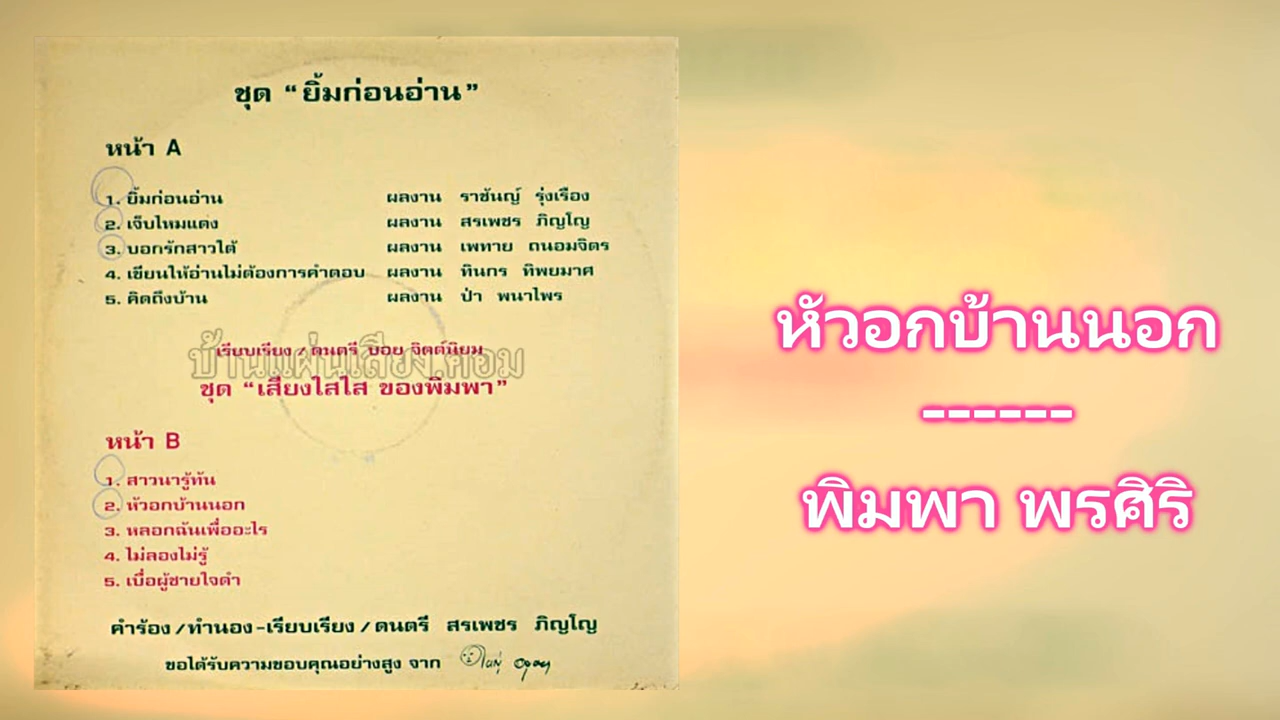 ชุด “ยิ้มก่อนอ่าน”
หน้า A
1. ยิ้มก่อนอ่าน ผลงาน ราชันญ์ รุ่งเรือง
2. เจ็บไหมแดง ผลงาน สรเพชร ภิญโญ
3. บอกรักสาวใต้ ผลงาน เพทาย ถนอมจิตร
4. เขียนให้อ่านไม่ต้องการคำตอบ ผลงาน ทินกร ทิพยมาศ
5. คิดถึงบ้าน ผลงาน ป๋า พนาไพร
เรียบเรียง / ดนตรี บอย จิตต์นิยม
บ้านแผ่นเสียง.คอม
ชุด “เสียงใสใส ของพิมพา”
หน้า B
1. สาวนารู้ทัน
2. หัวอกบ้านนอก
3. หลอกฉันเพื่ออะไร
4. ไม่ลองไม่รู้
5. เบื่อผู้ชายใจดำ
คำร้อง / ทำนอง - เรียบเรียง / ดนตรี สรเพชร ภิญโญ
ขอได้รับความขอบคุณอย่างสูง จาก
หัวอกบ้านนอก
------
พิมพา พรศิริ